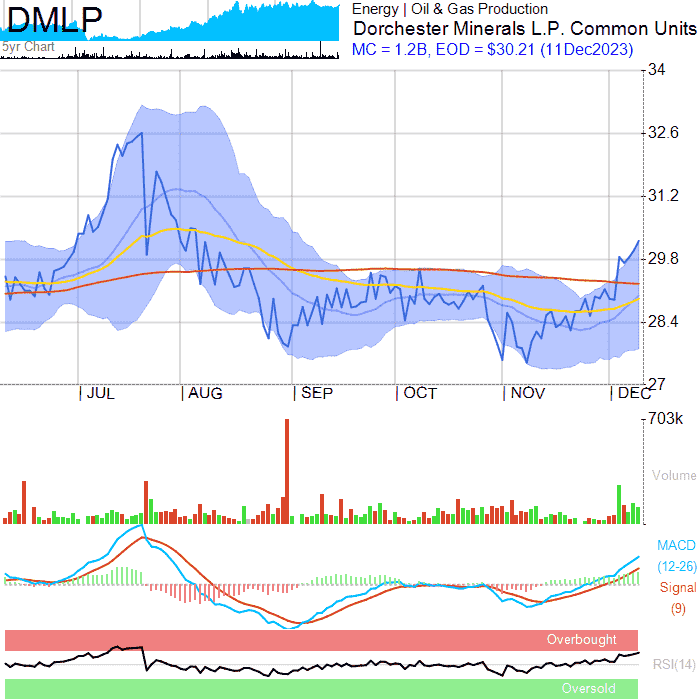 DMLP
5yr Chart
Energy | Oil & Gas Production
Dorchester Minerals L.P. Common Units
MC = 1.2B, EOD = $30.21 (11Dec2023)
34
32.6
31.2
29.8
28.4
27
JUL AUG SEP OCT NOV DEC
703k
Volume
MACD
(12-26)
Signal
(9)
Overbought
RSI(14)
Oversold